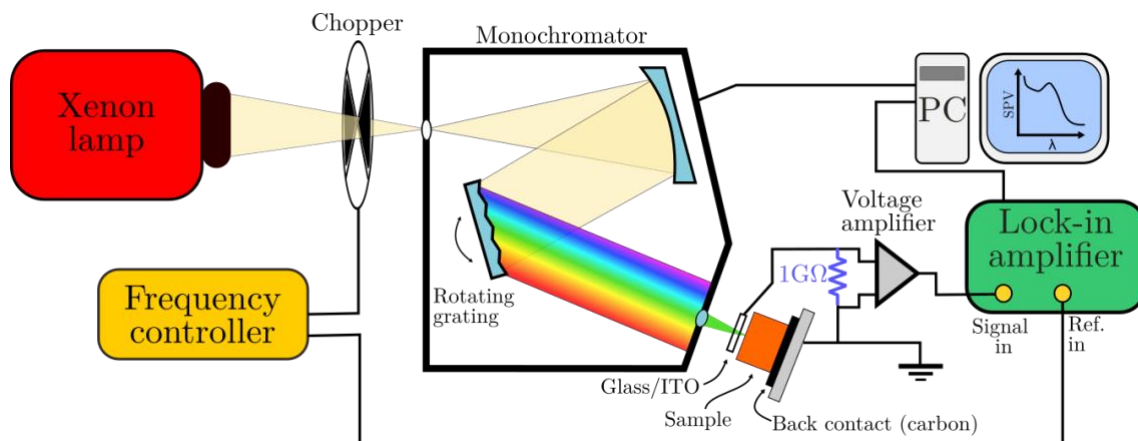 Chopper
Monochromator
Xenon
lamp
PC
SPV
λ
Voltage
amplifier
Lock-in
amplifier
1GΩ
Frequency
controller
Rotating
grating
Signal
in
Ref.
in
Glass/ITO
Sample
Back contact (carbon)